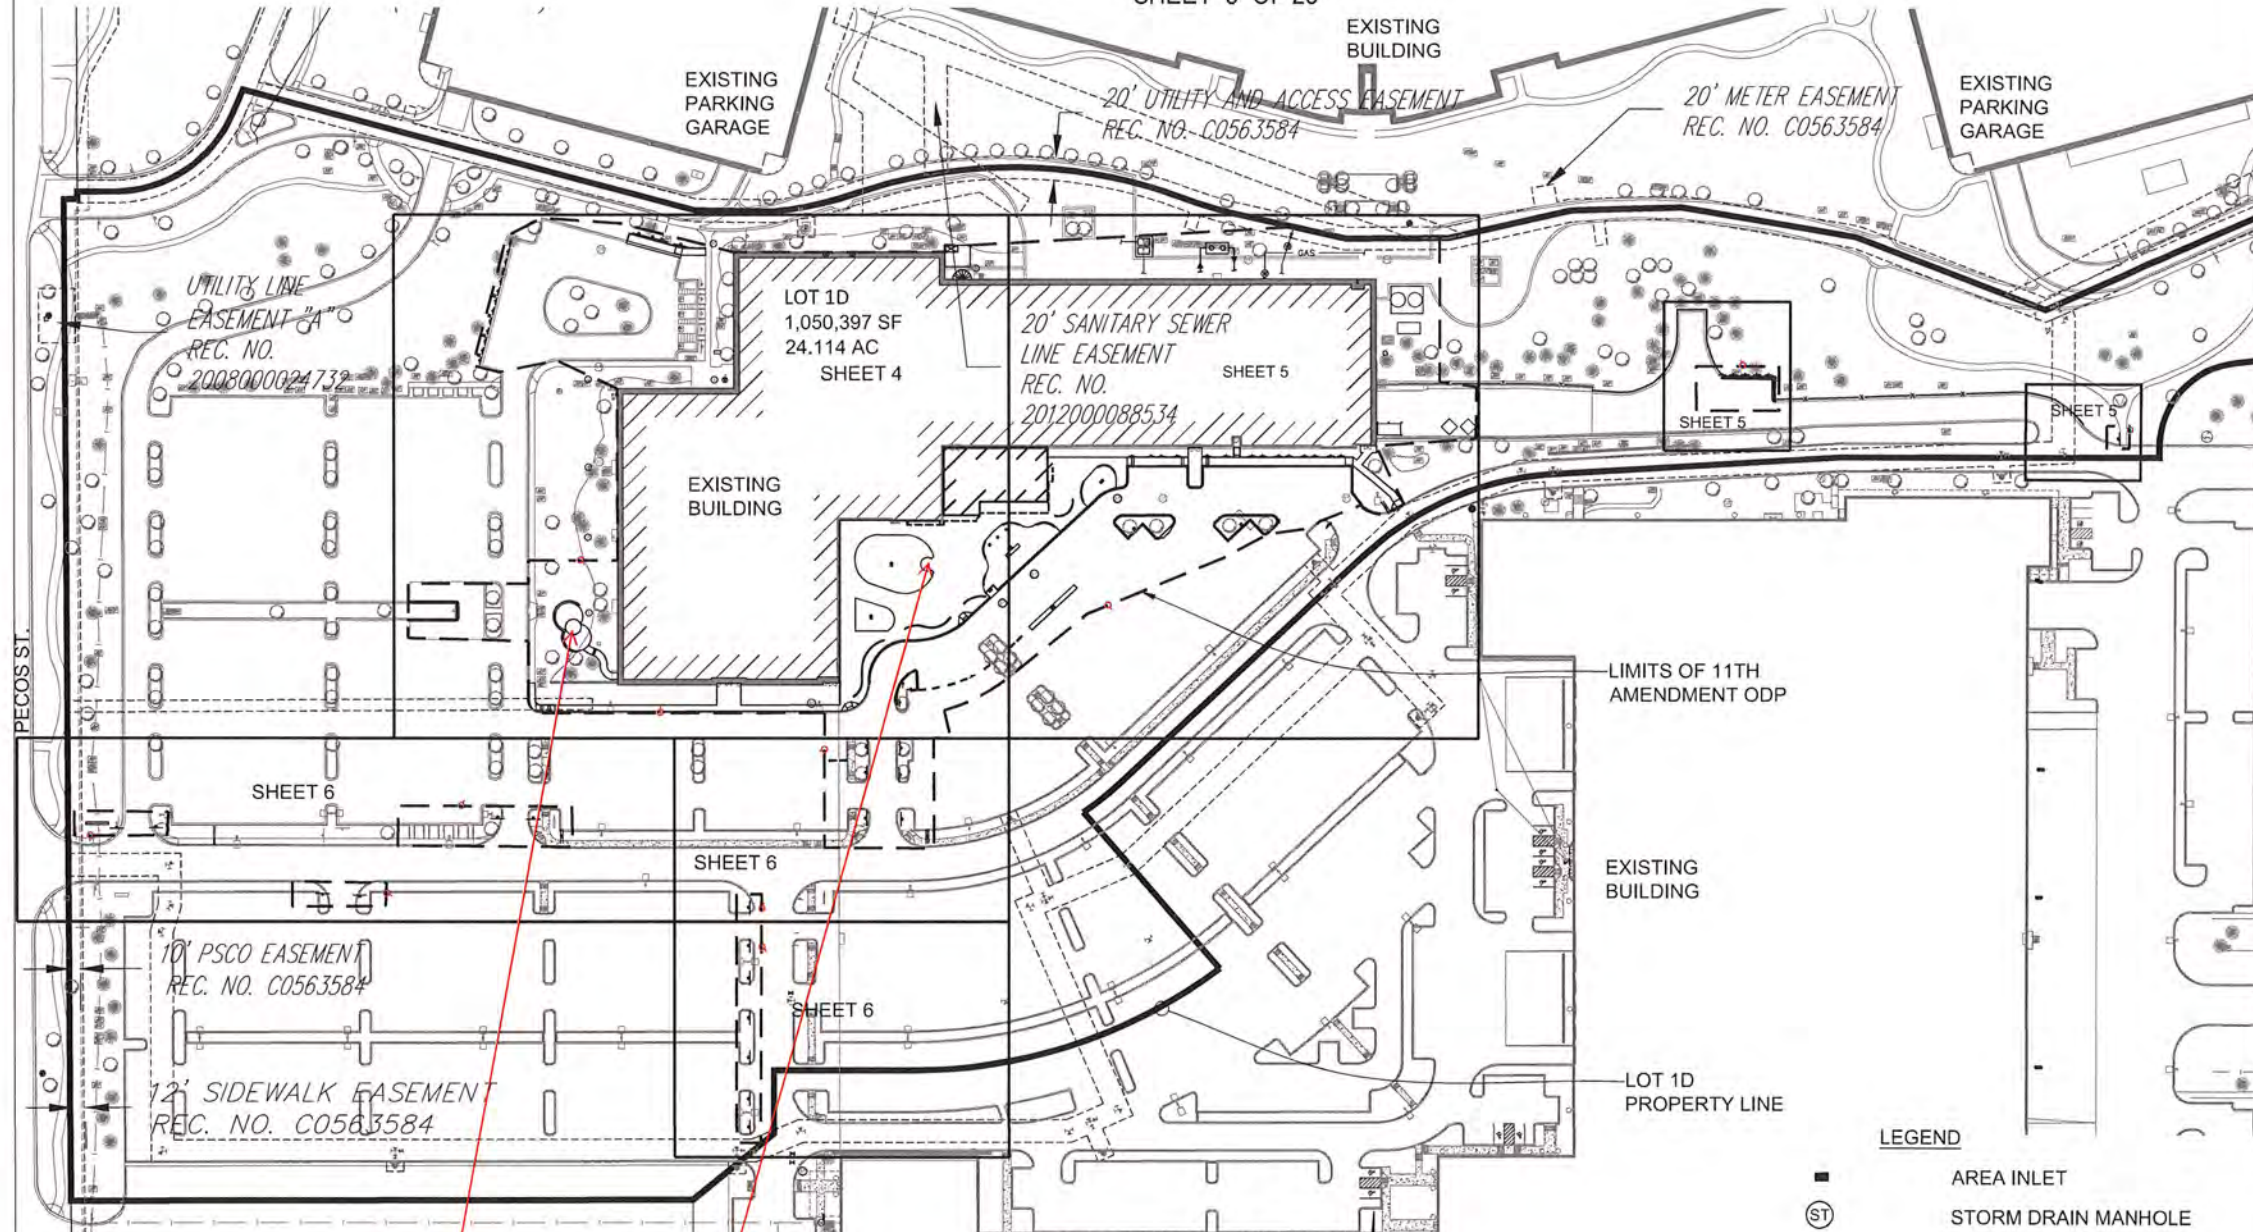 EXISTING
BUILDING
EXISTING
PARKING
GARAGE
20' UTILITY AND ACCESS EASEMENT
REC. NO. C0563584
20' METER EASEMENT
REC. NO. C0563584
EXISTING
PARKING
GARAGE
UTILITY LINE
EASEMENT "A"
REC. NO.
2008000024732
LOT 1D
1,050,397 SF
24.114 AC
SHEET 4
GAS
20' SANITARY SEWER
LINE EASEMENT
REC. NO.
2012000088534
SHEET 5
SHEET 5
SHEET 5
EXISTING
BUILDING
PECOS ST.
LIMITS OF 11TH
AMENDMENT ODP
SHEET 6
SHEET 6
EXISTING
BUILDING
10' PSCO EASEMENT
REC. NO. C0563584
SHEET 6
12' SIDEWALK EASEMENT
REC. NO. C0563584
LOT 1D
PROPERTY LINE
LEGEND
AREA INLET
ST
STORM DRAIN MANHOLE